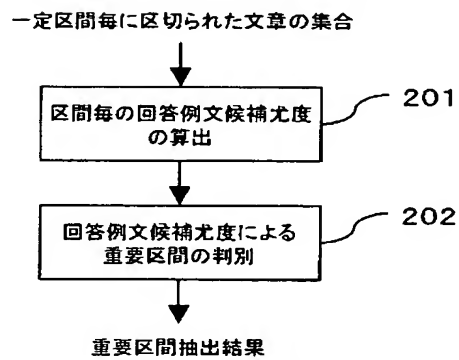 一定区間毎に区切られた文章の集合
区間毎の回答例文候補尤度
の算出
201
回答例文候補尤度による
重要区間の判別
202
重要区間抽出結果